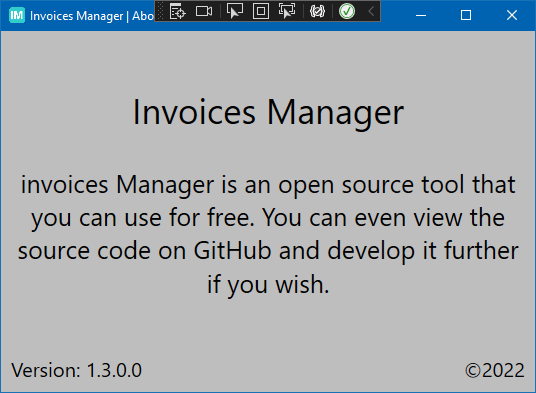 IM Invoices Manager | Abo
Invoices Manager
invoices Manager is an open source tool that
you can use for free. You can even view the
source code on GitHub and develop it further
if you wish.
Version: 1.3.0.0
©2022